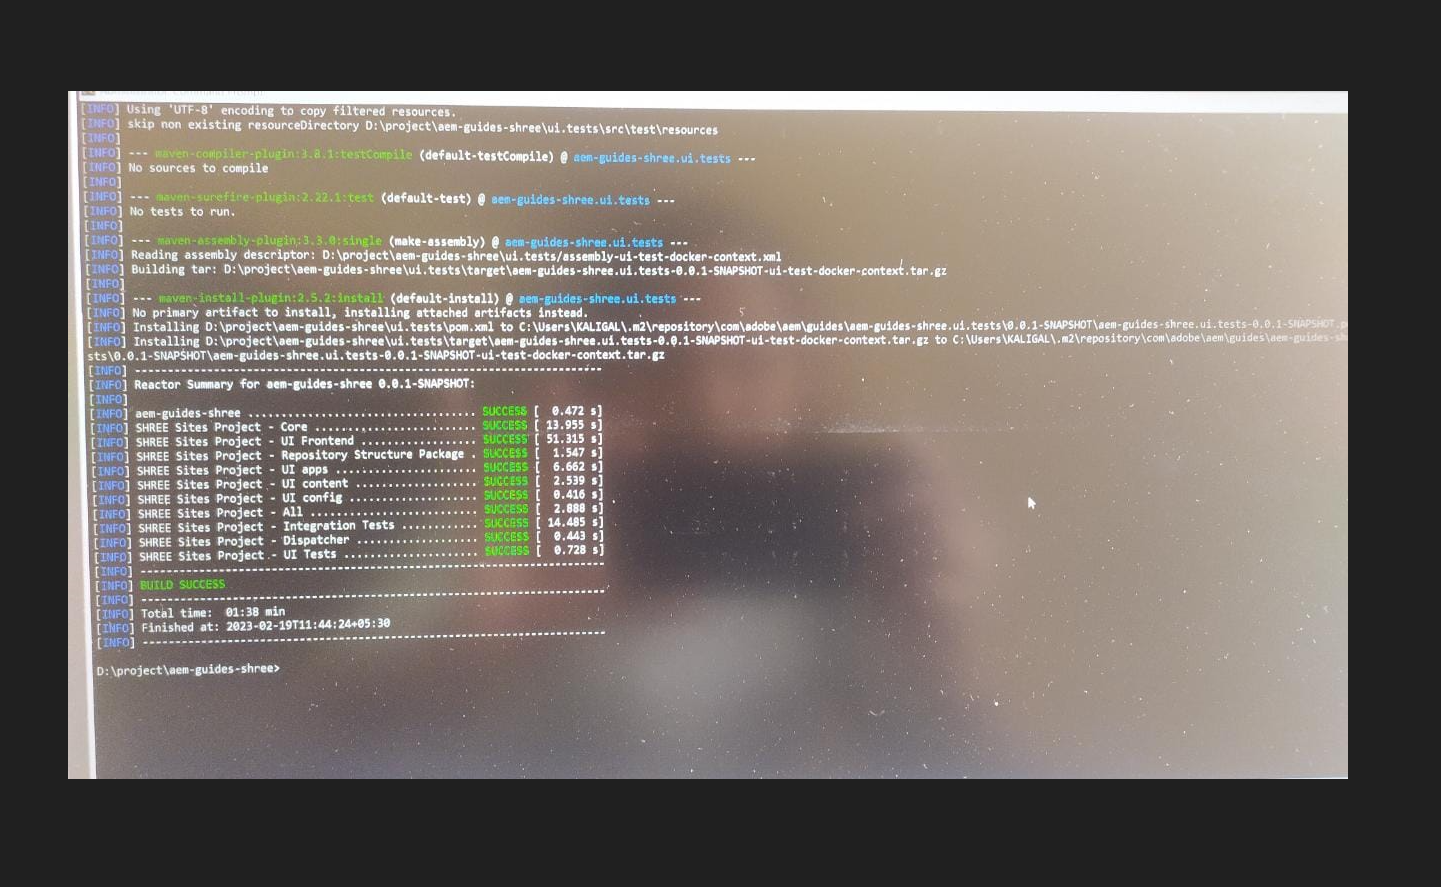 [INFO] Using 'UTF-8' encoding to copy filtered resources.
[INFO] skip non existing resourceDirectory D:\project\aem-guides-shree\ui.tests\src\test\resources
[INFO]
[INFO] --- maven-compiler-plugin:3.8.1:testCompile (default-testCompile) @ aem-guides-shree.ui.tests ---
[INFO] No sources to compile
[INFO]
[INFO] --- maven-surefire-plugin:2.22.1:test (default-test) @ aem-guides-shree.ui.tests ---
[INFO] No tests to run.
[INFO]
[INFO] --- maven-assembly-plugin:3.3.0:single (make-assembly) @ aem-guides-shree.ui.tests ---
[INFO] Reading assembly descriptor: D:\project\aem-guides-shree\ui.tests/assembly-ui-test-docker-context.xml
[INFO] Building tar: D:\project\aem-guides-shree\ui.tests\target\aem-guides-shree.ui.tests-0.0.1-SNAPSHOT-ui-test-docker-context.tar.gz
[INFO]
[INFO] --- maven-install-plugin:2.5.2:install (default-install) @ aem-guides-shree.ui.tests ---
[INFO] No primary artifact to install, installing attached artifacts instead.
[INFO] Installing D:\project\aem-guides-shree\ui.tests\pom.xml to C:\Users\KALIGAL\.m2\repository\com\adobe\aem\guides\aem-guides-shree.ui.tests\0.0.1-SNAPSHOT\aem-guides-shree.ui.tests-0.0.1-SNAPSHOT.p
[INFO] Installing D:\project\aem-guides-shree\ui.tests\target\aem-guides-shree.ui.tests-0.0.1-SNAPSHOT-ui-test-docker-context.tar.gz to C:\Users\KALIGAL\.m2\repository\com\adobe\aem\guides\aem-guides-sh
sts\0.0.1-SNAPSHOT\aem-guides-shree.ui.tests-0.0.1-SNAPSHOT-ui-test-docker-context.tar.gz
[INFO] ------------------------------------------------------------------------
[INFO] Reactor Summary for aem-guides-shree 0.0.1-SNAPSHOT:
[INFO]
[INFO] aem-guides-shree .................................. SUCCESS [  0.472 s]
[INFO] SHREE Sites Project - Core ........................ SUCCESS [ 13.955 s]
[INFO] SHREE Sites Project - UI Frontend ................. SUCCESS [ 51.315 s]
[INFO] SHREE Sites Project - Repository Structure Package . SUCCESS [  1.547 s]
[INFO] SHREE Sites Project - UI apps ..................... SUCCESS [  6.662 s]
[INFO] SHREE Sites Project - UI content .................. SUCCESS [  2.539 s]
[INFO] SHREE Sites Project - UI config ................... SUCCESS [  0.416 s]
[INFO] SHREE Sites Project - All ......................... SUCCESS [  2.888 s]
[INFO] SHREE Sites Project - Integration Tests ........... SUCCESS [ 14.485 s]
[INFO] SHREE Sites Project - Dispatcher .................. SUCCESS [  0.443 s]
[INFO] SHREE Sites Project - UI Tests .................... SUCCESS [  0.728 s]
[INFO] ------------------------------------------------------------------------
[INFO] BUILD SUCCESS
[INFO] ------------------------------------------------------------------------
[INFO] Total time:  01:38 min
[INFO] Finished at: 2023-02-19T11:44:24+05:30
[INFO] ------------------------------------------------------------------------
D:\project\aem-guides-shree>